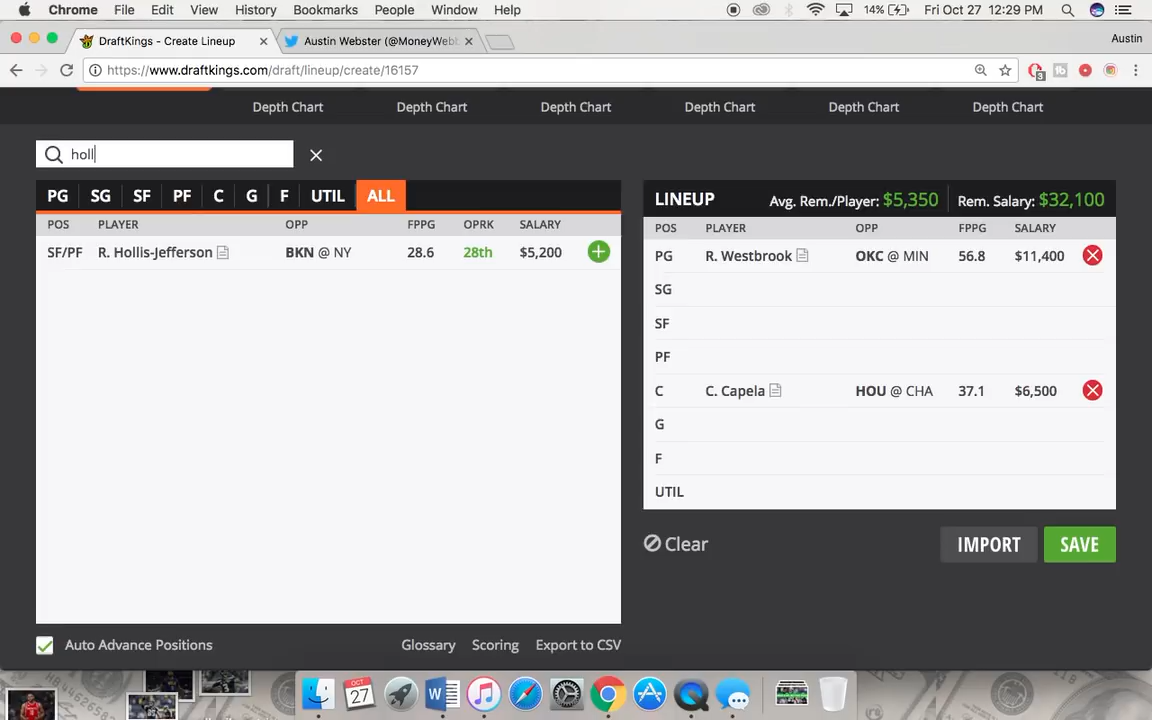 Chrome File Edit View History Bookmarks People Window Help 14% Fri Oct 27 12:29 PM
DraftKings - Create Lineup Austin Webster (@MoneyWebb Austin
https://www.draftkings.com/draft/lineup/create/16157 3
Depth Chart Depth Chart Depth Chart Depth Chart Depth Chart Depth Chart
holl
PG SG SF PF C G F UTIL ALL
POS PLAYER OPP FPPG OPRK SALARY
SF/PF R. Hollis-Jefferson BKN @ NY 28.6 28th $5,200
LINEUP Avg. Rem./Player: $5,350 Rem. Salary: $32,100
POS PLAYER OPP FPPG SALARY
PG R. Westbrook OKC @ MIN 56.8 $11,400
SG
SF
PF
C C. Capela HOU @ CHA 37.1 $6,500
G
F
UTIL
Clear IMPORT SAVE
Auto Advance Positions Glossary Scoring Export to CSV
OCT
27
W